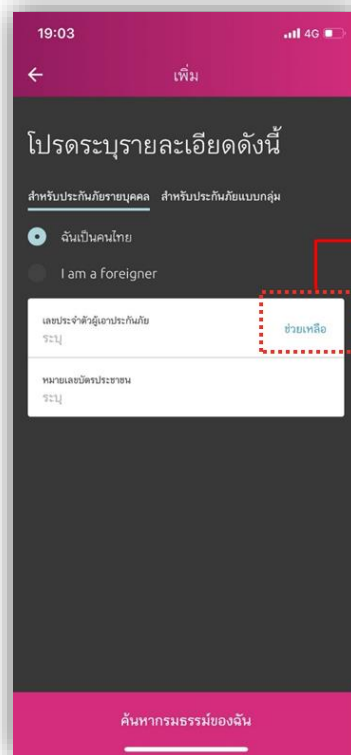 19:03 4G
เพิ่ม
โปรดระบุรายละเอียดดังนี้
สำหรับประกันภัยรายบุคคล สำหรับประกันภัยแบบกลุ่ม
ฉันเป็นคนไทย
I am a foreigner
เลขประจำตัวผู้เอาประกันภัย
ระบุ
ช่วยเหลือ
หมายเลขบัตรประชาชน
ระบุ
ค้นหากรมธรรม์ของฉัน